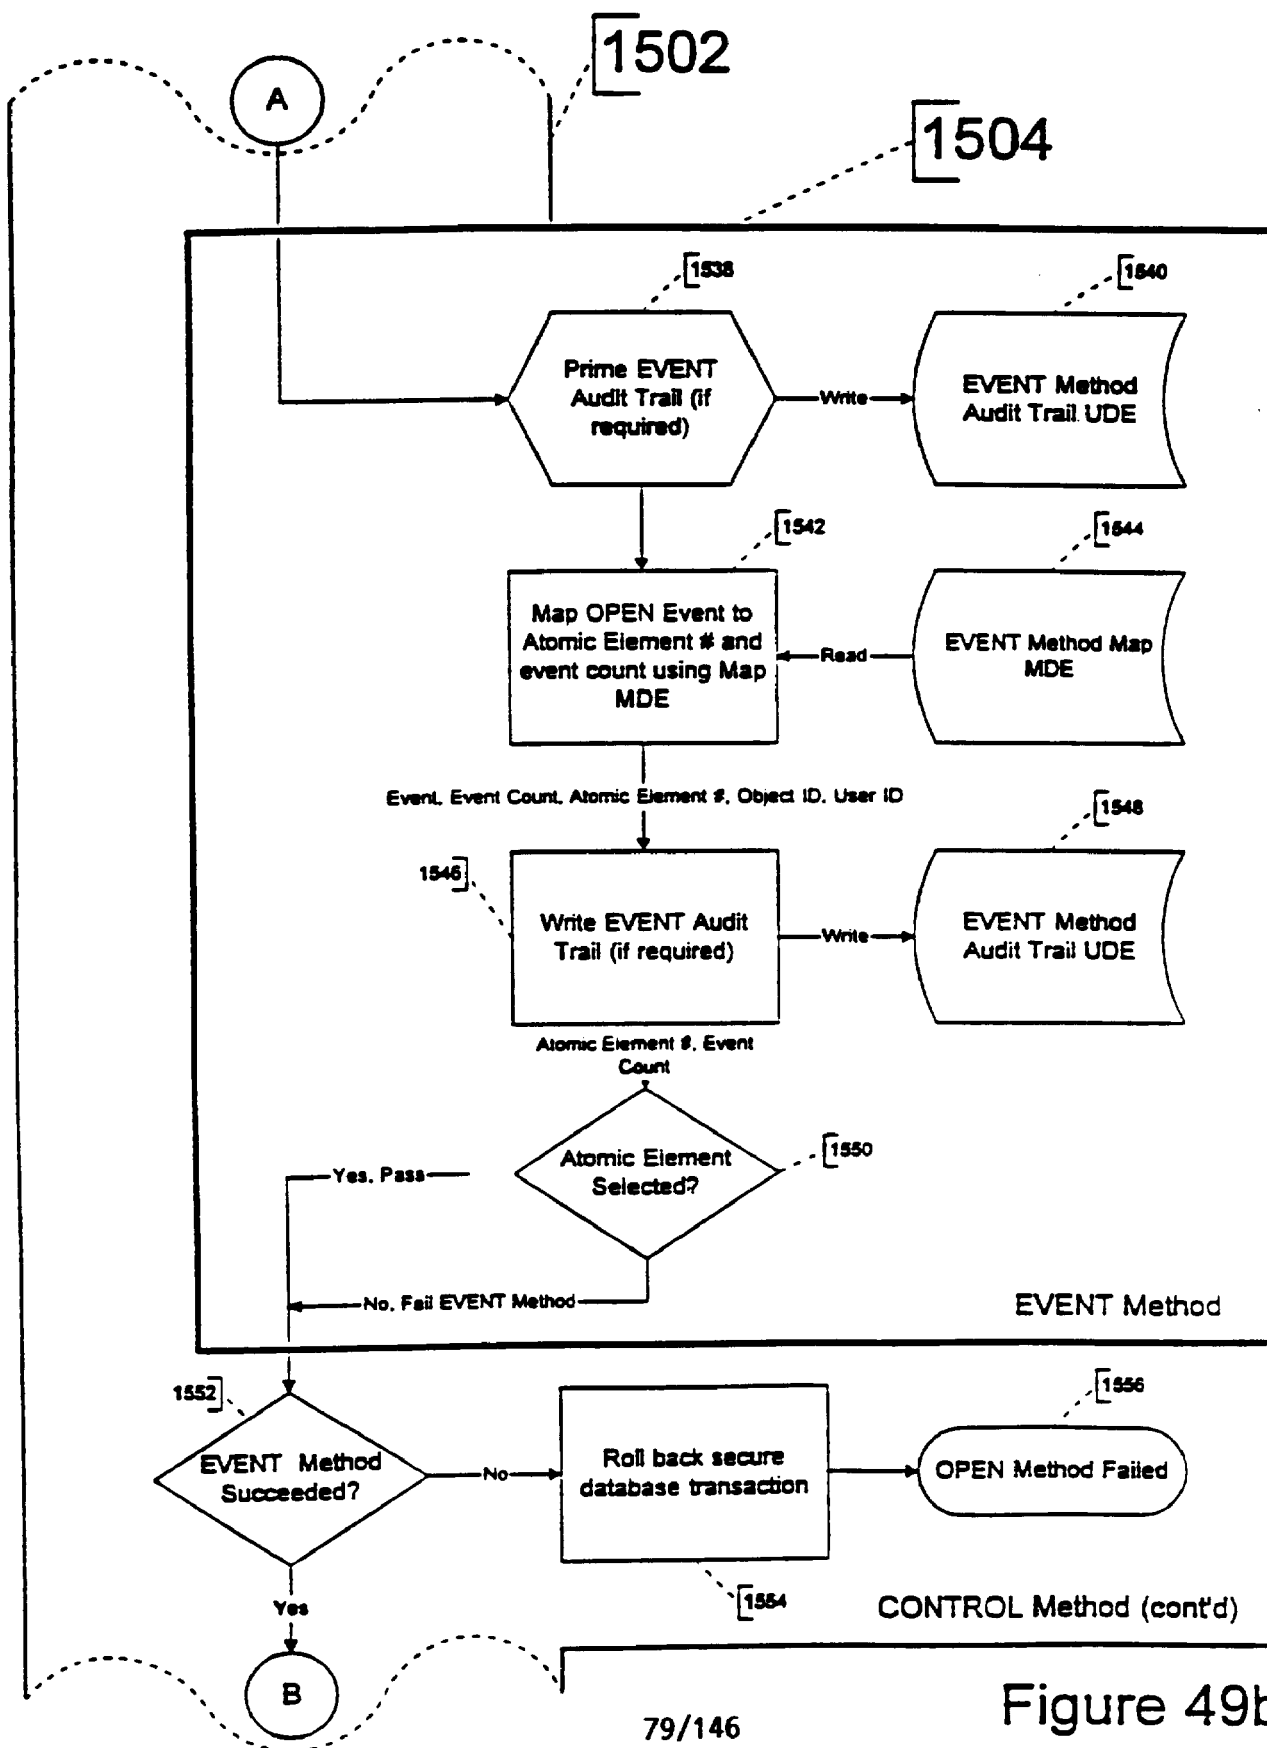 1502
A
1504
1538
1540
Prime EVENT
Audit Trail (if
required)
Write
EVENT Method
Audit Trail UDE
1542
1544
Map OPEN Event to
Atomic Element # and
event count using Map
MDE
Read
EVENT Method Map
MDE
Event, Event Count, Atomic Element #, Object ID, User ID
1548
1546
Write EVENT Audit
Trail (if required)
Write
EVENT Method
Audit Trail UDE
Atomic Element #, Event
Count
1550
Atomic Element
Selected?
Yes, Pass
No, Fail EVENT Method
EVENT Method
1552
1556
EVENT Method
Succeeded?
No
Roll back secure
database transaction
OPEN Method Failed
1554
Yes
CONTROL Method (cont'd)
B
Figure 49b
79/146